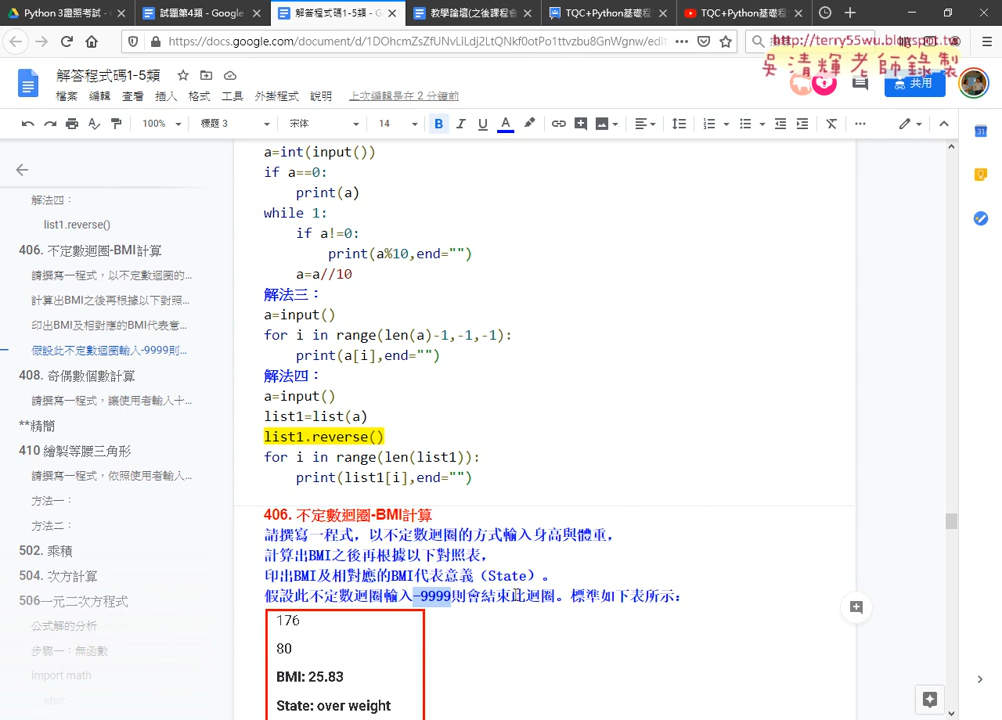 Python 3證照考試 -
試題第4類 - Google
解答程式碼1-5類 - G
教學論壇(之後課程會
TQC+Python基礎程
TQC+Python基礎程
https://docs.google.com/document/d/1DOhcmZsZfUNvLiLdj2LtQNkf0otPo1ttvzbu8GnWgnw/edit
http://terry55wu.blogspot.tw
吳清輝老師錄製
解答程式碼1-5類
檔案 編輯 查看 插入 格式 工具 外掛程式 說明 上次編輯是在 2 分鐘前
共用
100% 標題 3 宋体 14 B I U A
解法四：
list1.reverse()
406. 不定數迴圈-BMI計算
請撰寫一程式，以不定數迴圈的...
計算出BMI之後再根據以下對照...
印出BMI及相對應的BMI代表意...
假設此不定數迴圈輸入-9999則...
408. 奇偶數個數計算
請撰寫一程式，讓使用者輸入十...
**精簡
410 繪製等腰三角形
請撰寫一程式，依照使用者輸入...
方法一：
方法二：
502. 乘積
504. 次方計算
506一元二次方程式
公式解的分析
步驟一：無函數
import math
else:
a=int(input())
if a==0:
print(a)
while 1:
if a!=0:
print(a%10,end="")
a=a//10
解法三：
a=input()
for i in range(len(a)-1,-1,-1):
print(a[i],end="")
解法四：
a=input()
list1=list(a)
list1.reverse()
for i in range(len(list1)):
print(list1[i],end="")
406. 不定數迴圈-BMI計算
請撰寫一程式，以不定數迴圈的方式輸入身高與體重，
計算出BMI之後再根據以下對照表，
印出BMI及相對應的BMI代表意義（State）。
假設此不定數迴圈輸入-9999則會結束此迴圈。標準如下表所示：
176
80
BMI: 25.83
State: over weight